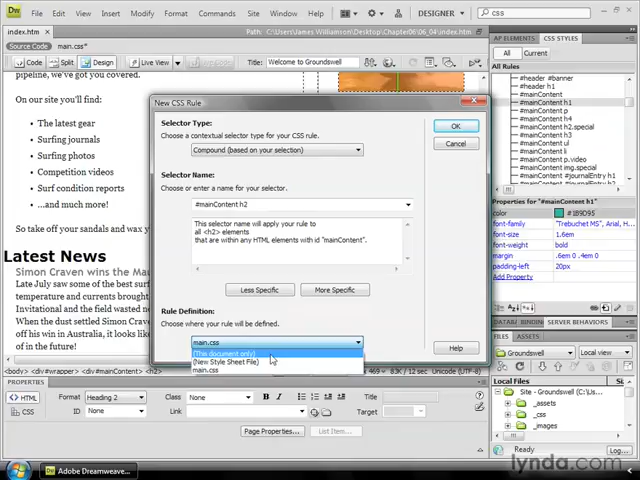 Dw File Edit View Insert Modify Format Commands Site Window Help DESIGNER css
index.htm × Path: C:\Users\James Williamson\Desktop\Chapter06\06_04\index.htm
Source Code main.css*
Code Split Design Live View Title: Welcome to Groundswell
pipeline, we've got you covered.
On our site you'll find:
The latest gear
Surfing journals
Surfing photos
Competition videos
Surf condition reports
...and much more!
So take off your sandals and wax y
Latest News
Simon Craven wins the Ma
Late July saw some of the best surf
temperature and currents brought
Invitational and the field wasted no
When the dust settled Simon Crave
off his win in Australia, it looks like
of the future!
<body> <div #mainContent> <h2>
83K / 12 sec
New CSS Rule
Selector Type:
Choose a contextual selector type for your CSS rule.
Compound (based on your selection)
Selector Name:
Choose or enter a name for your selector.
#mainContent h2
This selector name will apply your rule to
all <h2> elements
that are within any HTML elements with id "mainContent".
Less Specific More Specific
Rule Definition:
Choose where your rule will be defined.
main.css
(This document only)
(New Style Sheet File)
main.css
OK
Cancel
Help
AP ELEMENTS CSS STYLES
All Current
All Rules
#header #banner
#header h1
#mainContent
#mainContent h1
#mainContent p
#mainContent h4
#mainContent h2.special
#mainContent h3
#mainContent ul
#mainContent li
#mainContent p.video
#mainContent img.special
#mainContent #journalEntry h1
Properties for "#mainContent h1"
color #1B9D95
font-family "Trebuchet MS", Arial, H
font-size 1.6em
font-weight bold
margin .6em 0 .4em 0
padding-left 20px
Add Property
BINDINGS SERVER BEHAVIORS
Groundswell Local view
Local Files
Site - Groundswell (C:\Us
_assets
_css
_images
Log...
PROPERTIES
HTML Format Heading 2 Class None B I Title
CSS ID None Link Target
Page Properties... List Item...
Dw Adobe Dreamweave...
lynda.com